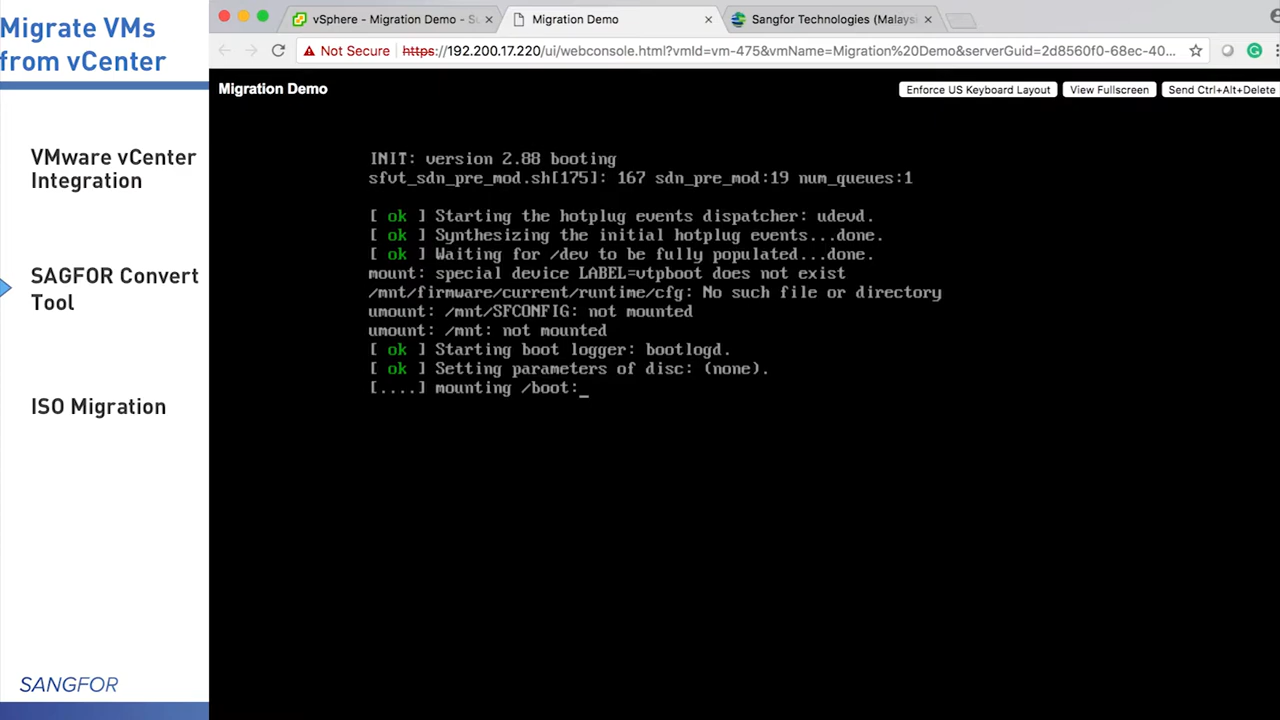 Migrate VMs
from vCenter
VMware vCenter
Integration
SAGFOR Convert
Tool
ISO Migration
SANGFOR
vSphere - Migration Demo - S
Migration Demo
Sangfor Technologies (Malaysi
Not Secure
https://192.200.17.220/ui/webconsole.html?vmId=vm-475&vmName=Migration%20Demo&serverGuid=2d8560f0-68ec-40...
Migration Demo
Enforce US Keyboard Layout
View Fullscreen
Send Ctrl+Alt+Delete
INIT: version 2.88 booting
sfvt_sdn_pre_mod.sh[175]: 167 sdn_pre_mod:19 num_queues:1
[ ok ] Starting the hotplug events dispatcher: udevd.
[ ok ] Synthesizing the initial hotplug events...done.
[ ok ] Waiting for /dev to be fully populated...done.
mount: special device LABEL=vtpboot does not exist
/mnt/firmware/current/runtime/cfg: No such file or directory
umount: /mnt/SFCONFIG: not mounted
umount: /mnt: not mounted
[ ok ] Starting boot logger: bootlogd.
[ ok ] Setting parameters of disc: (none).
[....] mounting /boot:_